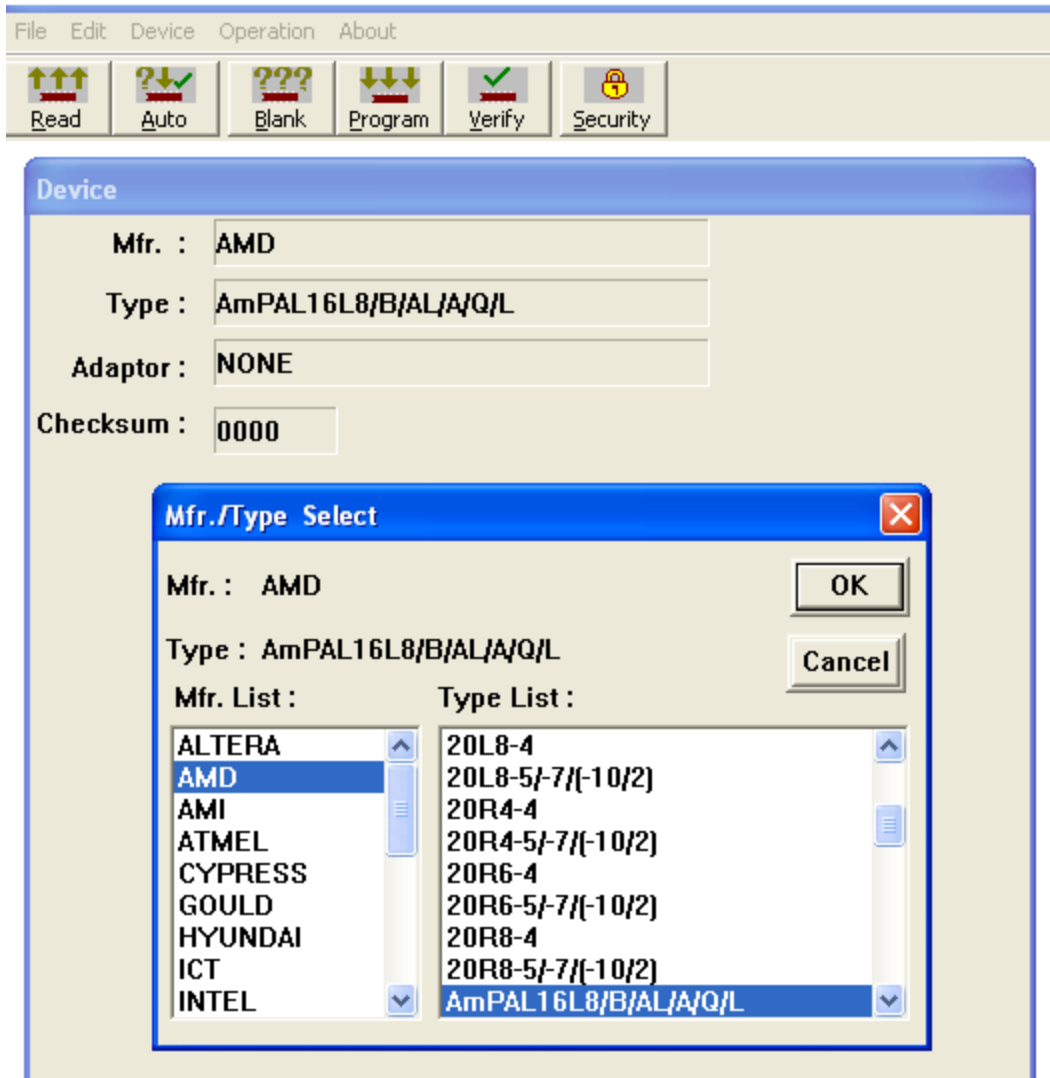 File Edit Device Operation About
Read Auto Blank Program Verify Security
Device
Mfr. : AMD
Type : AmPAL16L8/B/AL/A/Q/L
Adaptor : NONE
Checksum : 0000
Mfr./Type Select
Mfr. : AMD
OK
Type : AmPAL16L8/B/AL/A/Q/L
Cancel
Mfr. List : Type List :
ALTERA 20L8-4
AMD 20L8-5/-7/(-10/2)
AMI 20R4-4
ATMEL 20R4-5/-7/(-10/2)
CYPRESS 20R6-4
GOULD 20R6-5/-7/(-10/2)
HYUNDAI 20R8-4
ICT 20R8-5/-7/(-10/2)
INTEL AmPAL16L8/B/AL/A/Q/L